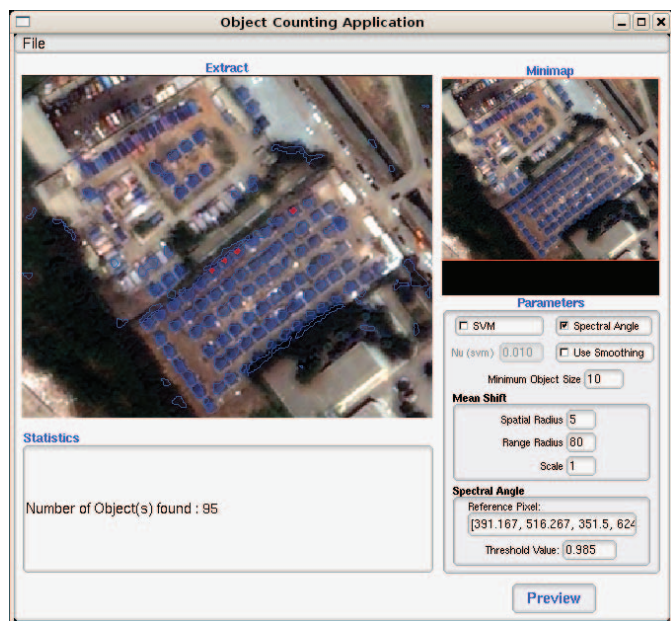 Object Counting Application
File
Extract
Minimap
Parameters
SVM
Spectral Angle
Nu (svm) 0.010
Use Smoothing
Minimum Object Size 10
Mean Shift
Spatial Radius 5
Range Radius 80
Scale 1
Spectral Angle
Reference Pixel:
[391.167, 516.267, 351.5, 624
Threshold Value: 0.985
Preview
Statistics
Number of Object(s) found : 95